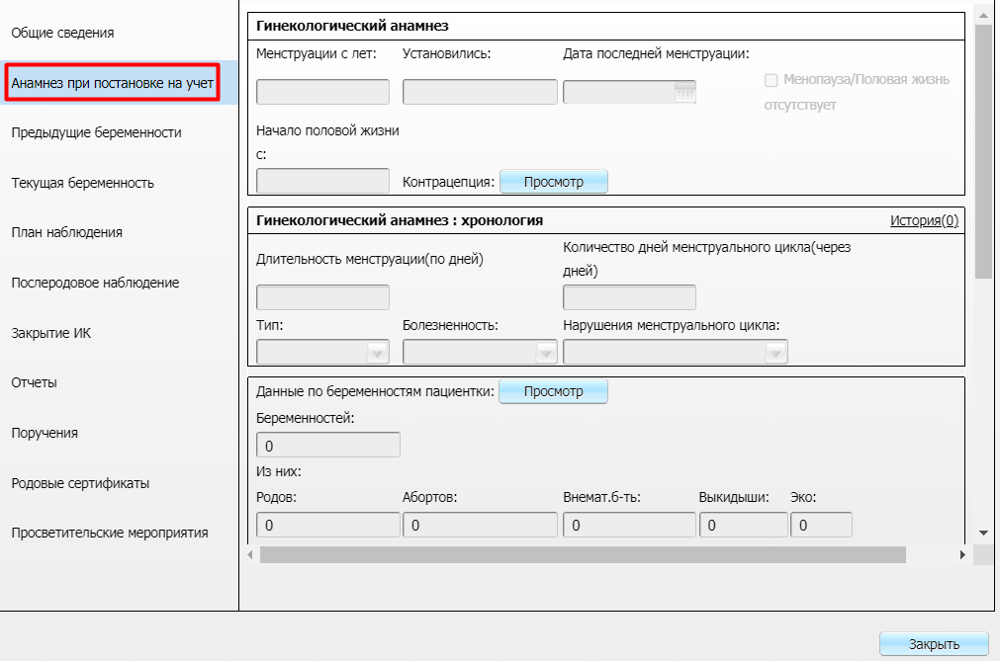 Общие сведения
Анамнез при постановке на учет
Предыдущие беременности
Текущая беременность
План наблюдения
Послеродовое наблюдение
Закрытие ИК
Отчеты
Поручения
Родовые сертификаты
Просветительские мероприятия
Гинекологический анамнез
Менструации с лет: Установились: Дата последней менструации:
Менопауза/Половая жизнь
отсутствует
Начало половой жизни
с:
Контрацепция: Просмотр
Гинекологический анамнез : хронология История(0)
Длительность менструации(по дней) Количество дней менструального цикла(через
дней)
Тип: Болезненность: Нарушения менструального цикла:
Данные по беременностям пациентки: Просмотр
Беременностей:
0
Из них:
Родов: Абортов: Внемат.б-ть: Выкидыши: Эко:
0 0 0 0 0
Закрыть